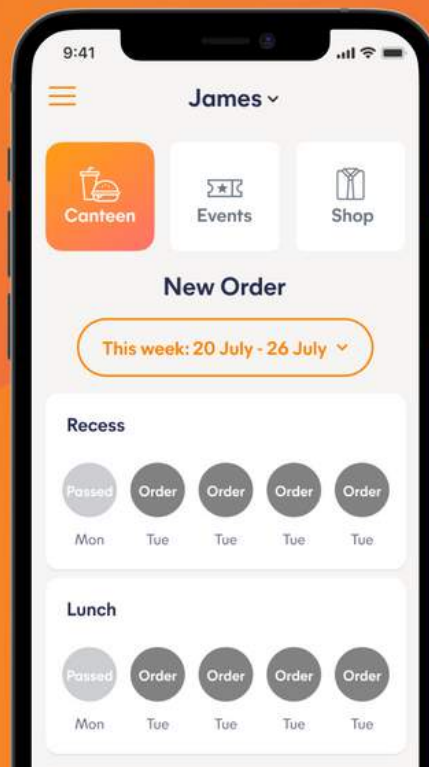 9:41
James
Canteen Events Shop
New Order
This week: 20 July - 26 July
Recess
Passed Order Order Order Order
Mon Tue Tue Tue Tue
Lunch
Passed Order Order Order Order
Mon Tue Tue Tue Tue